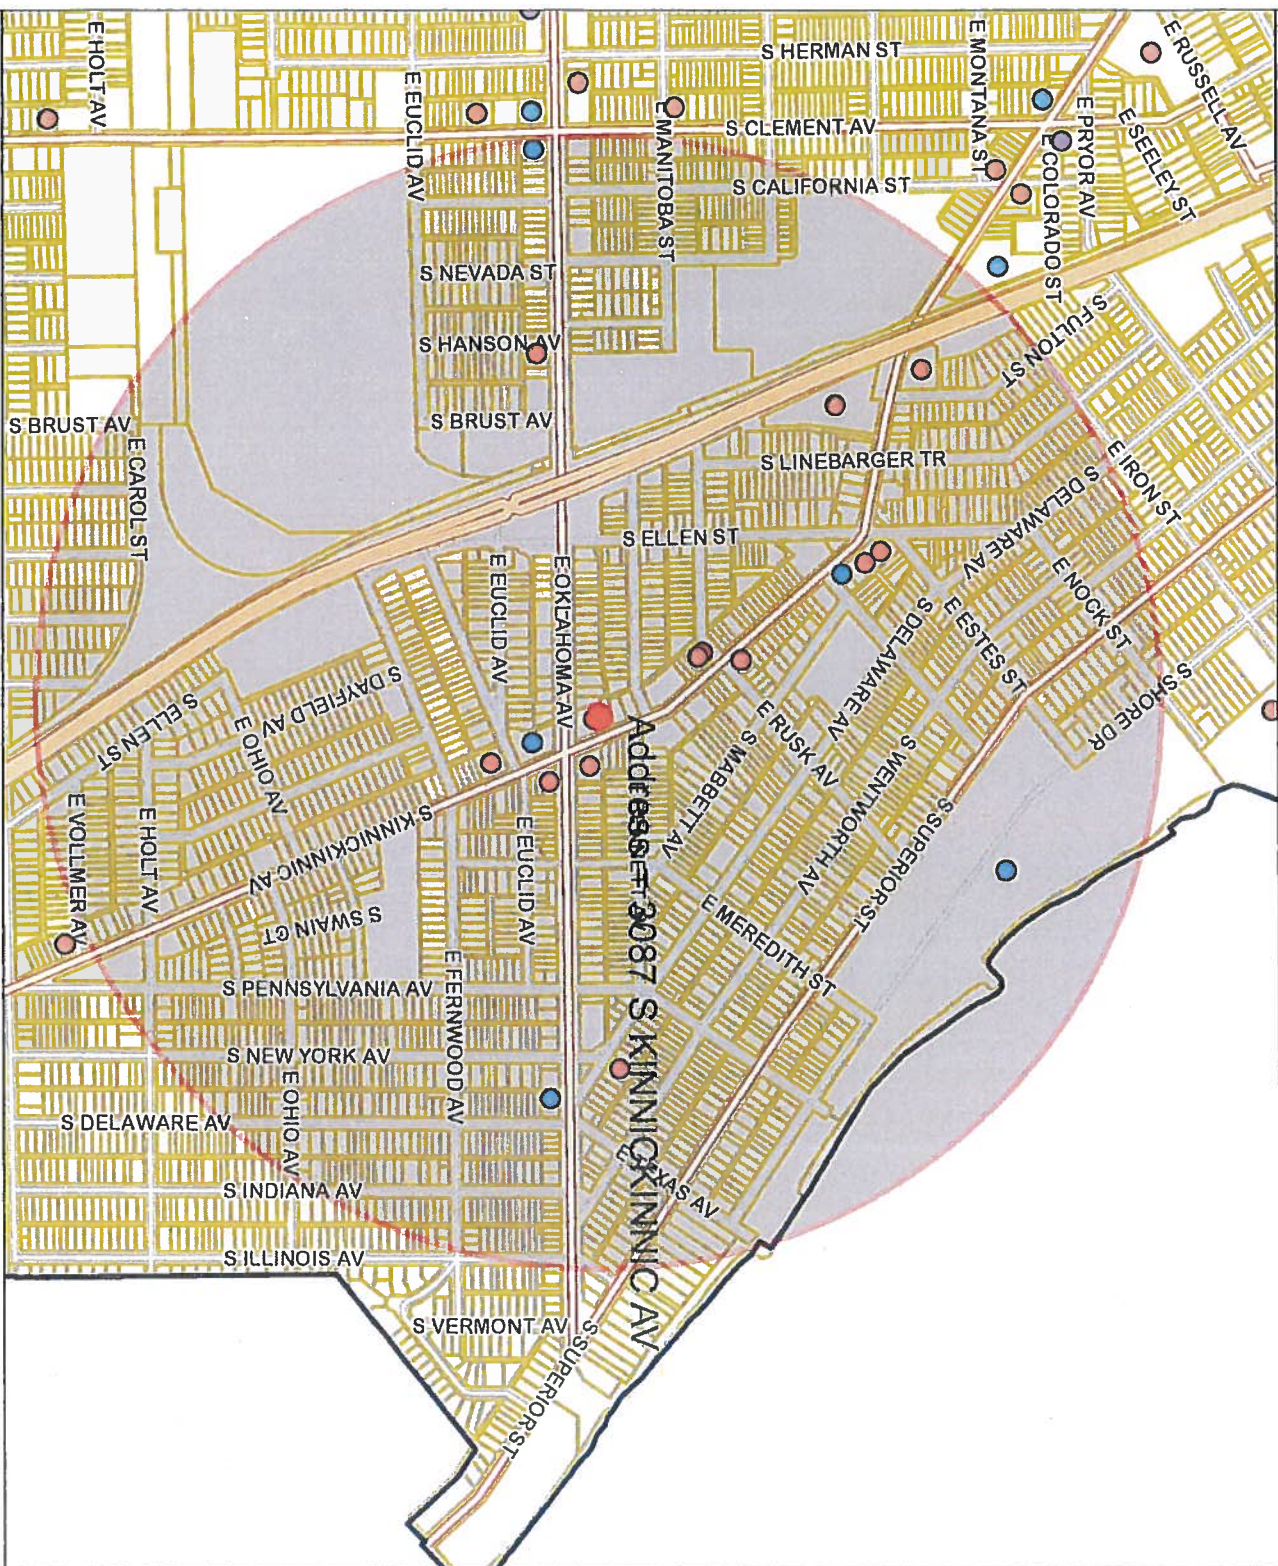 E HOLT AV
E EUCLID AV
S HERMAN ST
E MONTANA ST
E RUSSELL AV
E MANITOBA ST
S CLEMENT AV
E PRYOR AV
E SEELEY ST
S CALIFORNIA ST
E COLORADO ST
S NEVADA ST
S HANSON AV
S FULTON ST
S BRUST AV
S BRUST AV
E CAROL ST
S LINEBARGER TR
E IRON ST
S DELAWARE AV
S ELLEN ST
E EUCLID AV
E OKLAHOMA AV
E NOCK ST
E ESTES ST
S DELAWARE AV
S SHORE DR
S DAYFIELD AV
S ELLEN ST
E OHIO AV
E RUSK AV
S MABBETT AV
S WENTWORTH AV
S SUPERIOR ST
E VOLLMER AV
E HOLT AV
S KINNICKINNIC AV
E EUCLID AV
3087 S KINNICKINNIC AV
S SWAIN CT
E MEREDITH ST
S PENNSYLVANIA AV
E FERNWOOD AV
S NEW YORK AV
E OHIO AV
S DELAWARE AV
S INDIANA AV
S ILLINOIS AV
S VERMONT AV
S SUPERIOR ST